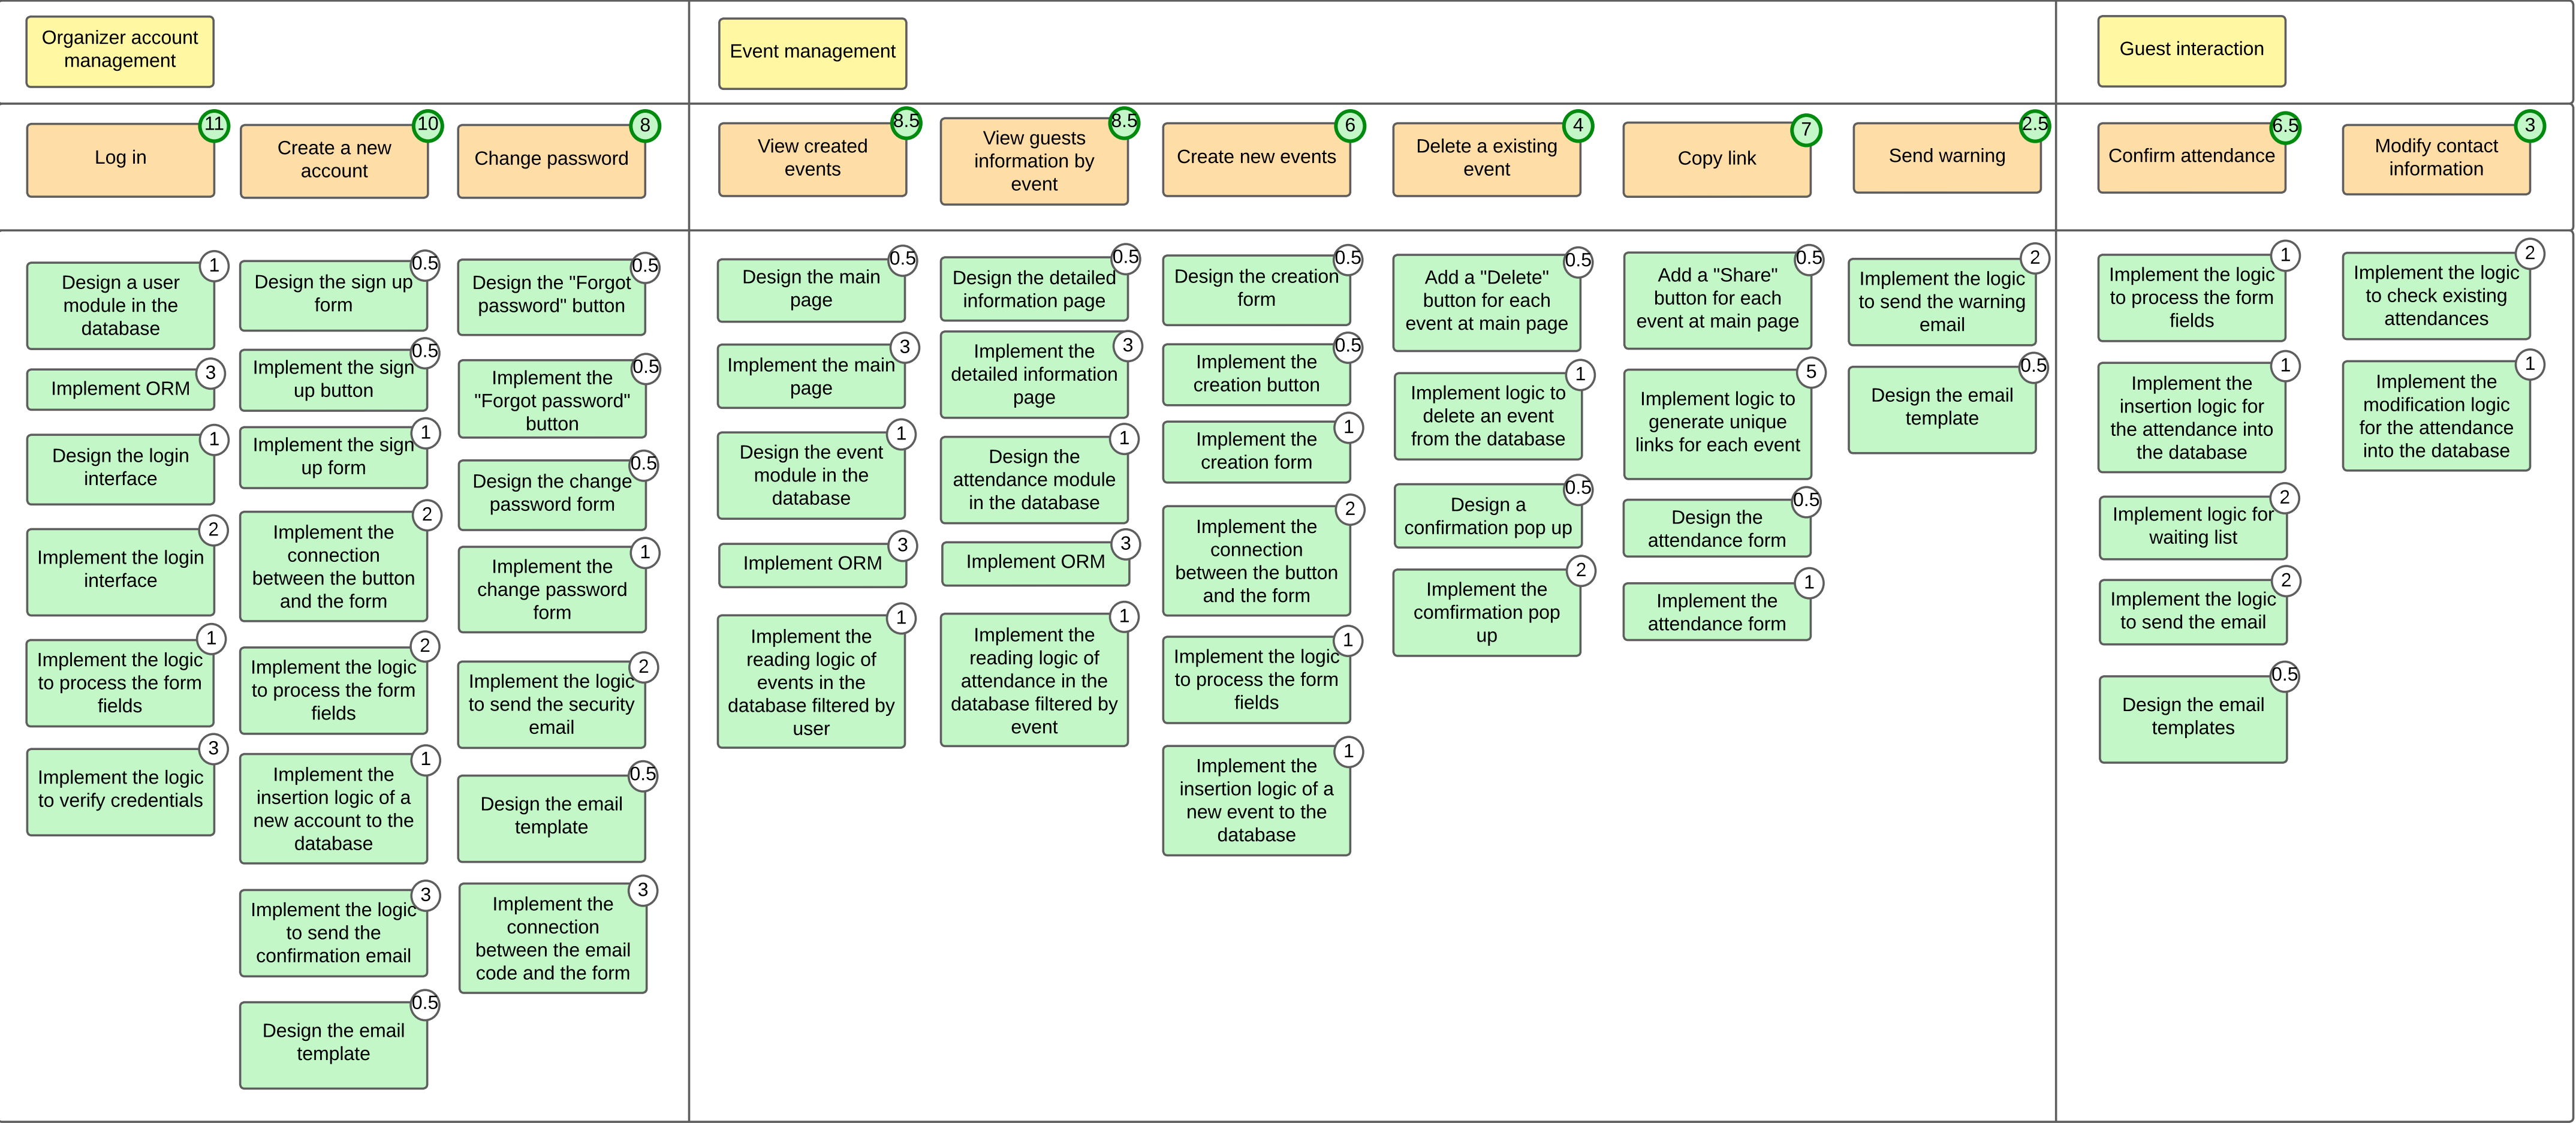 Organizer account
management
Event management
Guest interaction
11
Log in
10
Create a new
account
8
Change password
8.5
View created
events
8.5
View guests
information by
event
6
Create new events
4
Delete a existing
event
7
Copy link
2.5
Send warning
6.5
Confirm attendance
3
Modify contact
information
1
Design a user
module in the
database
3
Implement ORM
1
Design the login
interface
2
Implement the login
interface
1
Implement the logic
to process the form
fields
3
Implement the logic
to verify credentials
0.5
Design the sign up
form
0.5
Implement the sign
up button
1
Implement the sign
up form
2
Implement the
connection
between the button
and the form
2
Implement the logic
to process the form
fields
1
Implement the
insertion logic of a
new account to the
database
3
Implement the logic
to send the
confirmation email
0.5
Design the email
template
0.5
Design the "Forgot
password" button
0.5
Implement the
"Forgot password"
button
0.5
Design the change
password form
1
Implement the
change password
form
2
Implement the logic
to send the security
email
0.5
Design the email
template
3
Implement the
connection
between the email
code and the form
0.5
Design the main
page
3
Implement the main
page
1
Design the event
module in the
database
3
Implement ORM
1
Implement the
reading logic of
events in the
database filtered by
user
0.5
Design the detailed
information page
3
Implement the
detailed information
page
1
Design the
attendance module
in the database
3
Implement ORM
1
Implement the
reading logic of
attendance in the
database filtered by
event
0.5
Design the creation
form
0.5
Implement the
creation button
1
Implement the
creation form
2
Implement the
connection
between the button
and the form
1
Implement the logic
to process the form
fields
1
Implement the
insertion logic of a
new event to the
database
0.5
Add a "Delete"
button for each
event at main page
1
Implement logic to
delete an event
from the database
0.5
Design a
confirmation pop up
2
Implement the
comfirmation pop
up
0.5
Add a "Share"
button for each
event at main page
5
Implement logic to
generate unique
links for each event
0.5
Design the
attendance form
1
Implement the
attendance form
2
Implement the logic
to send the warning
email
0.5
Design the email
template
1
Implement the logic
to process the form
fields
1
Implement the
insertion logic for
the attendance into
the database
2
Implement logic for
waiting list
2
Implement the logic
to send the email
0.5
Design the email
templates
2
Implement the logic
to check existing
attendances
1
Implement the
modification logic
for the attendance
into the database